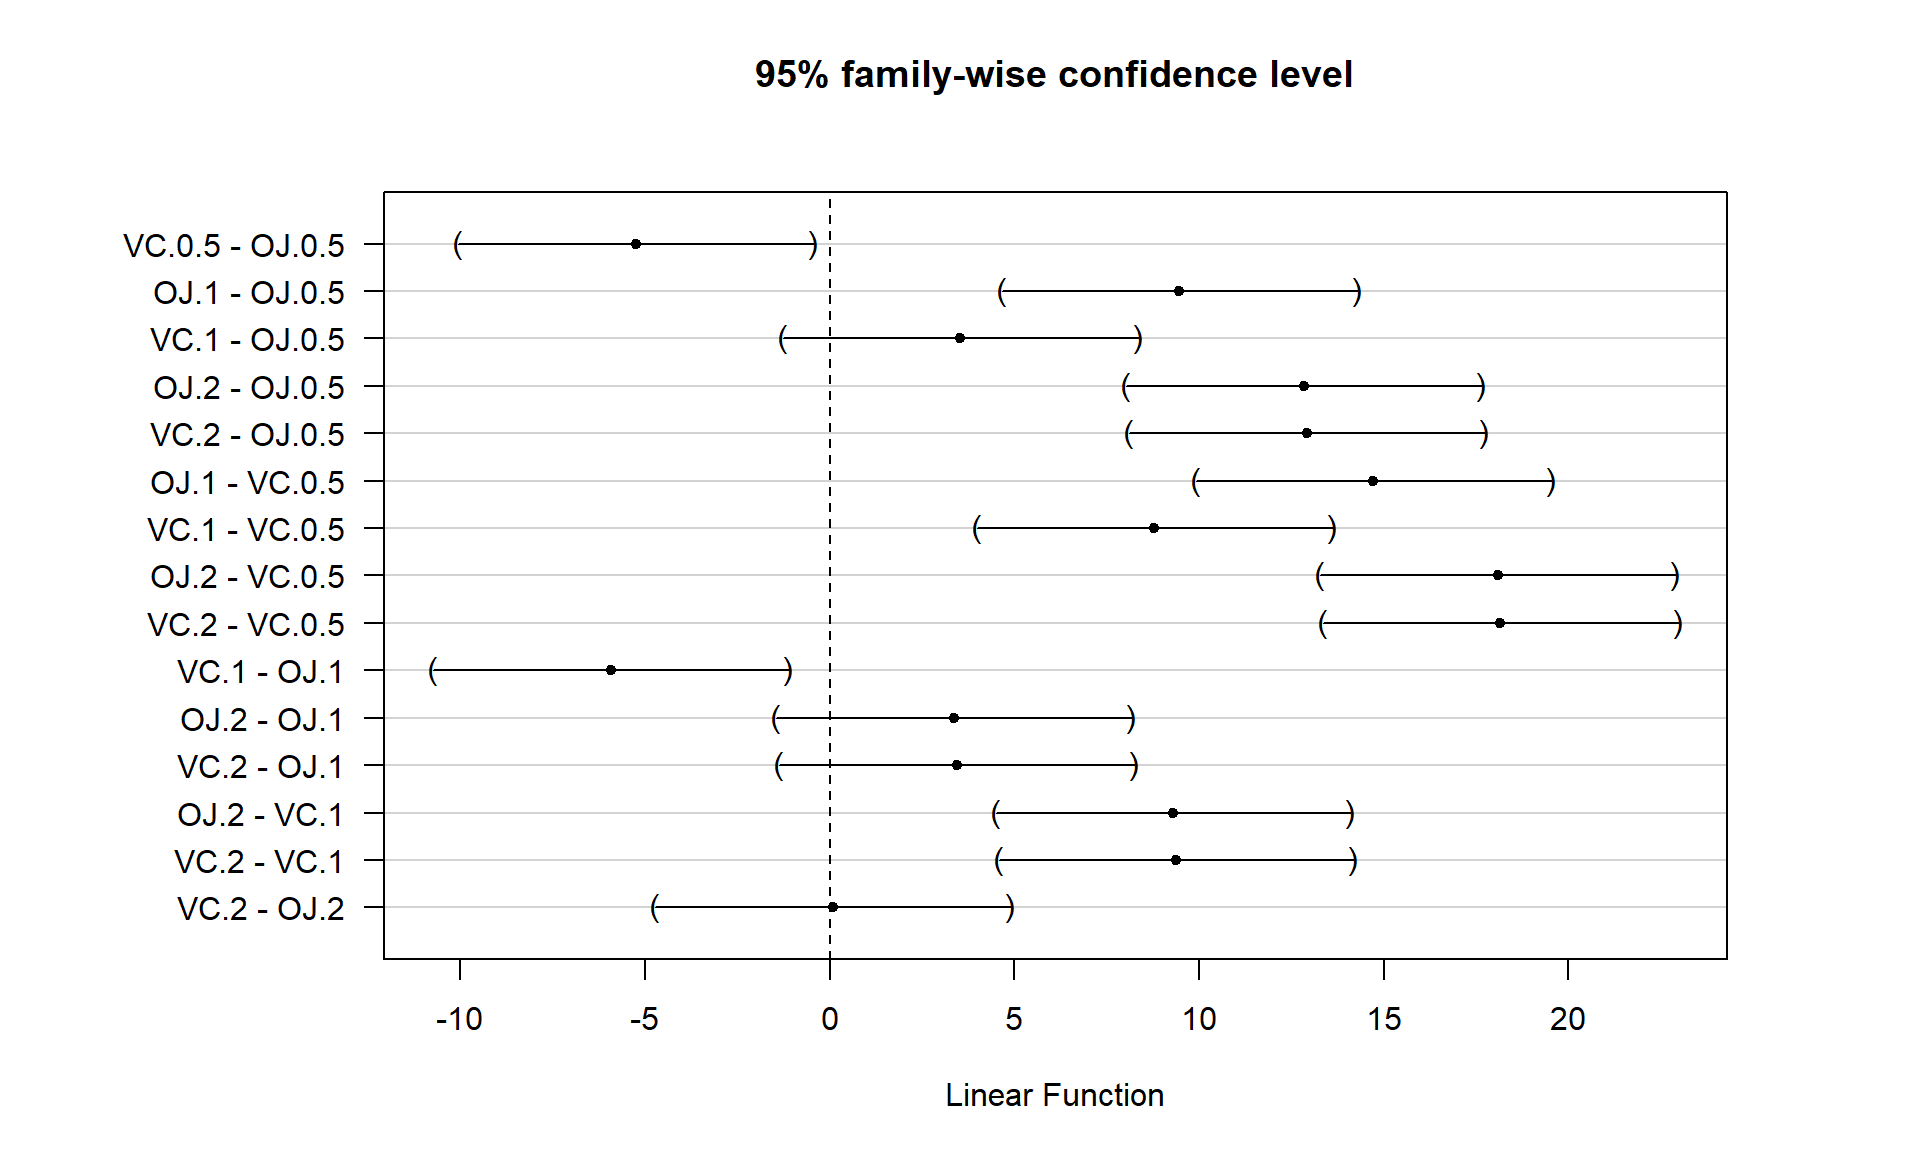 95% family-wise confidence level
VC.0.5 - OJ.0.5
OJ.1 - OJ.0.5
VC.1 - OJ.0.5
OJ.2 - OJ.0.5
VC.2 - OJ.0.5
OJ.1 - VC.0.5
VC.1 - VC.0.5
OJ.2 - VC.0.5
VC.2 - VC.0.5
VC.1 - OJ.1
OJ.2 - OJ.1
VC.2 - OJ.1
OJ.2 - VC.1
VC.2 - VC.1
VC.2 - OJ.2
-10 -5 0 5 10 15 20
Linear Function